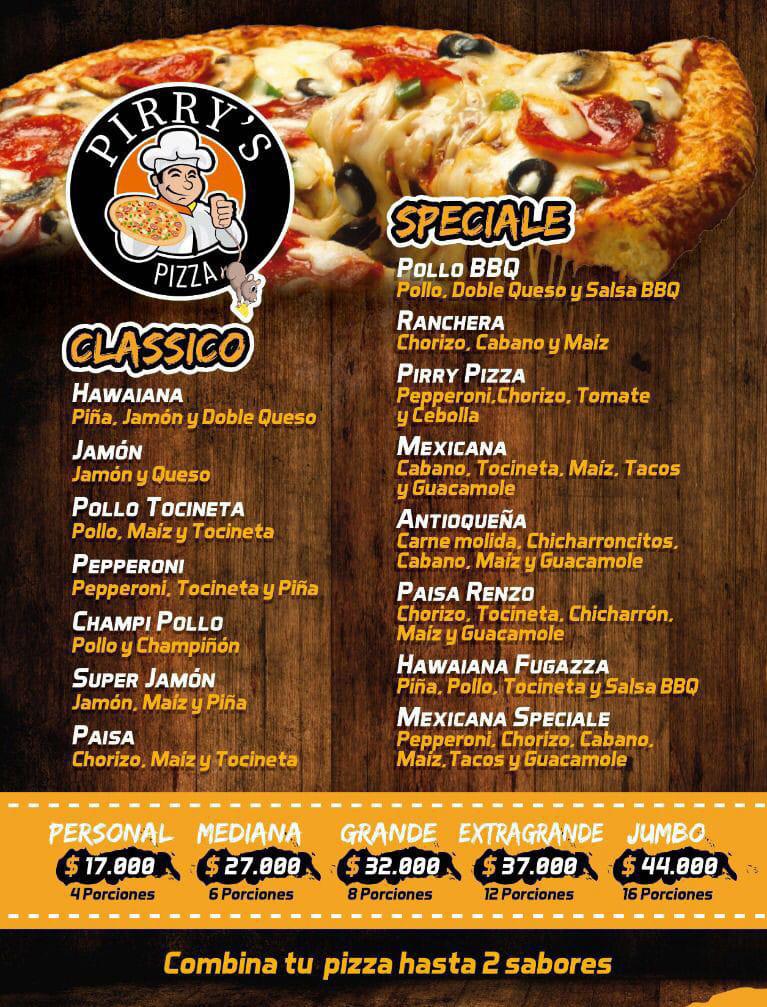 PIRRY'S
PIZZA
CLASSICO
HAWAIANA
Piña, Jamón y Doble Queso
JAMÓN
Jamón y Queso
POLLO TOCINETA
Pollo, Maíz y Tocineta
PEPPERONI
Pepperoni, Tocineta y Piña
CHAMPI POLLO
Pollo y Champiñón
SUPER JAMÓN
Jamón, Maíz y Piña
PAISA
Chorizo, Maíz y Tocineta
SPECIALE
POLLO BBQ
Pollo, Doble Queso y Salsa BBQ
RANCHERA
Chorizo, Cabano y Maíz
PIRRY PIZZA
Pepperoni,Chorizo, Tomate
y Cebolla
MEXICANA
Cabano, Tocineta, Maíz, Tacos
y Guacamole
ANTIOQUEÑA
Carne molida, Chicharroncitos,
Cabano, Maíz y Guacamole
PAISA RENZO
Chorizo, Tocineta, Chicharrón,
Maíz y Guacamole
HAWAIANA FUGAZZA
Piña, Pollo, Tocineta y Salsa BBQ
MEXICANA SPECIALE
Pepperoni, Chorizo, Cabano,
Maíz,Tacos y Guacamole
PERSONAL MEDIANA GRANDE EXTRAGRANDE JUMBO
$ 17.000 $ 27.000 $ 32.000 $ 37.000 $ 44.000
4 Porciones 6 Porciones 8 Porciones 12 Porciones 16 Porciones
Combina tu pizza hasta 2 sabores